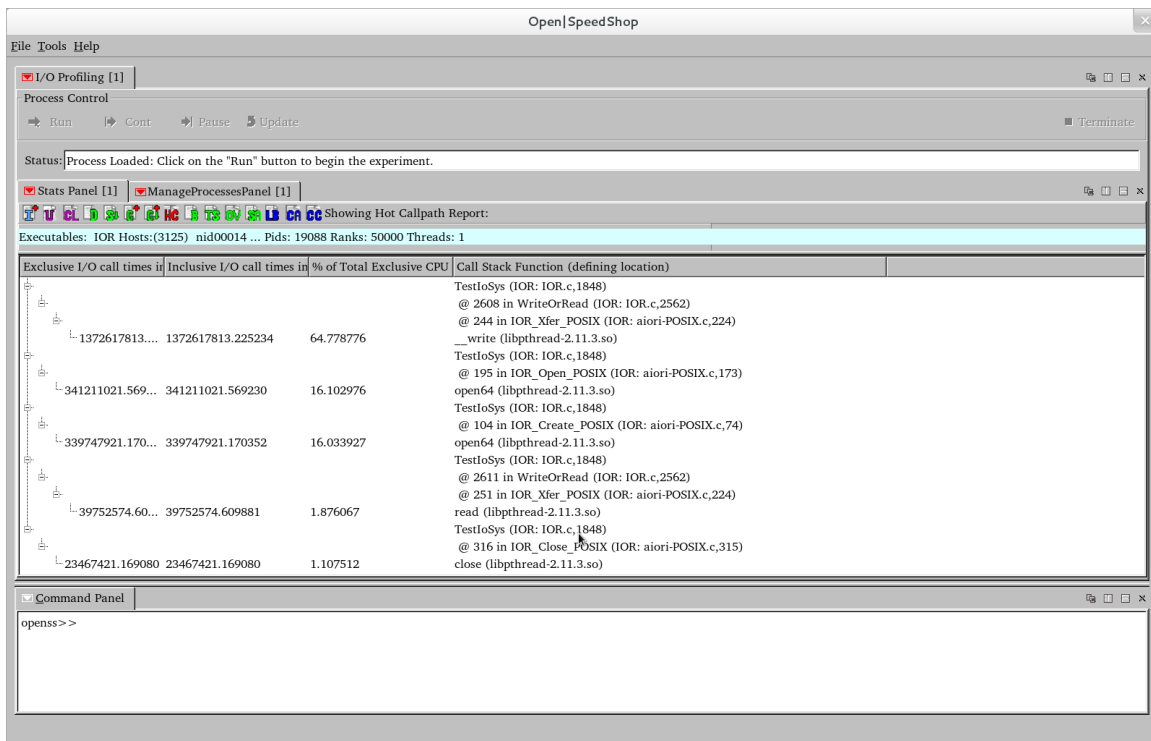 Open|SpeedShop
File Tools Help
I/O Profiling [1]
Process Control
Run Cont Pause Update Terminate
Status: Process Loaded: Click on the "Run" button to begin the experiment.
Stats Panel [1] ManageProcessesPanel [1]
I U CL D HC B TS OV SA LB CA CC Showing Hot Callpath Report:
Executables: IOR Hosts:(3125) nid00014 ... Pids: 19088 Ranks: 50000 Threads: 1
Exclusive I/O call times in Inclusive I/O call times in % of Total Exclusive CPU Call Stack Function (defining location)
TestIoSys (IOR: IOR.c,1848)
@ 2608 in WriteOrRead (IOR: IOR.c,2562)
@ 244 in IOR_Xfer_POSIX (IOR: aiori-POSIX.c,224)
1372617813.... 1372617813.225234 64.778776 __write (libpthread-2.11.3.so)
TestIoSys (IOR: IOR.c,1848)
@ 195 in IOR_Open_POSIX (IOR: aiori-POSIX.c,173)
341211021.569... 341211021.569230 16.102976 open64 (libpthread-2.11.3.so)
TestIoSys (IOR: IOR.c,1848)
@ 104 in IOR_Create_POSIX (IOR: aiori-POSIX.c,74)
339747921.170... 339747921.170352 16.033927 open64 (libpthread-2.11.3.so)
TestIoSys (IOR: IOR.c,1848)
@ 2611 in WriteOrRead (IOR: IOR.c,2562)
@ 251 in IOR_Xfer_POSIX (IOR: aiori-POSIX.c,224)
39752574.60... 39752574.609881 1.876067 read (libpthread-2.11.3.so)
TestIoSys (IOR: IOR.c,1848)
@ 316 in IOR_Close_POSIX (IOR: aiori-POSIX.c,315)
23467421.169080 23467421.169080 1.107512 close (libpthread-2.11.3.so)
Command Panel
openss>>